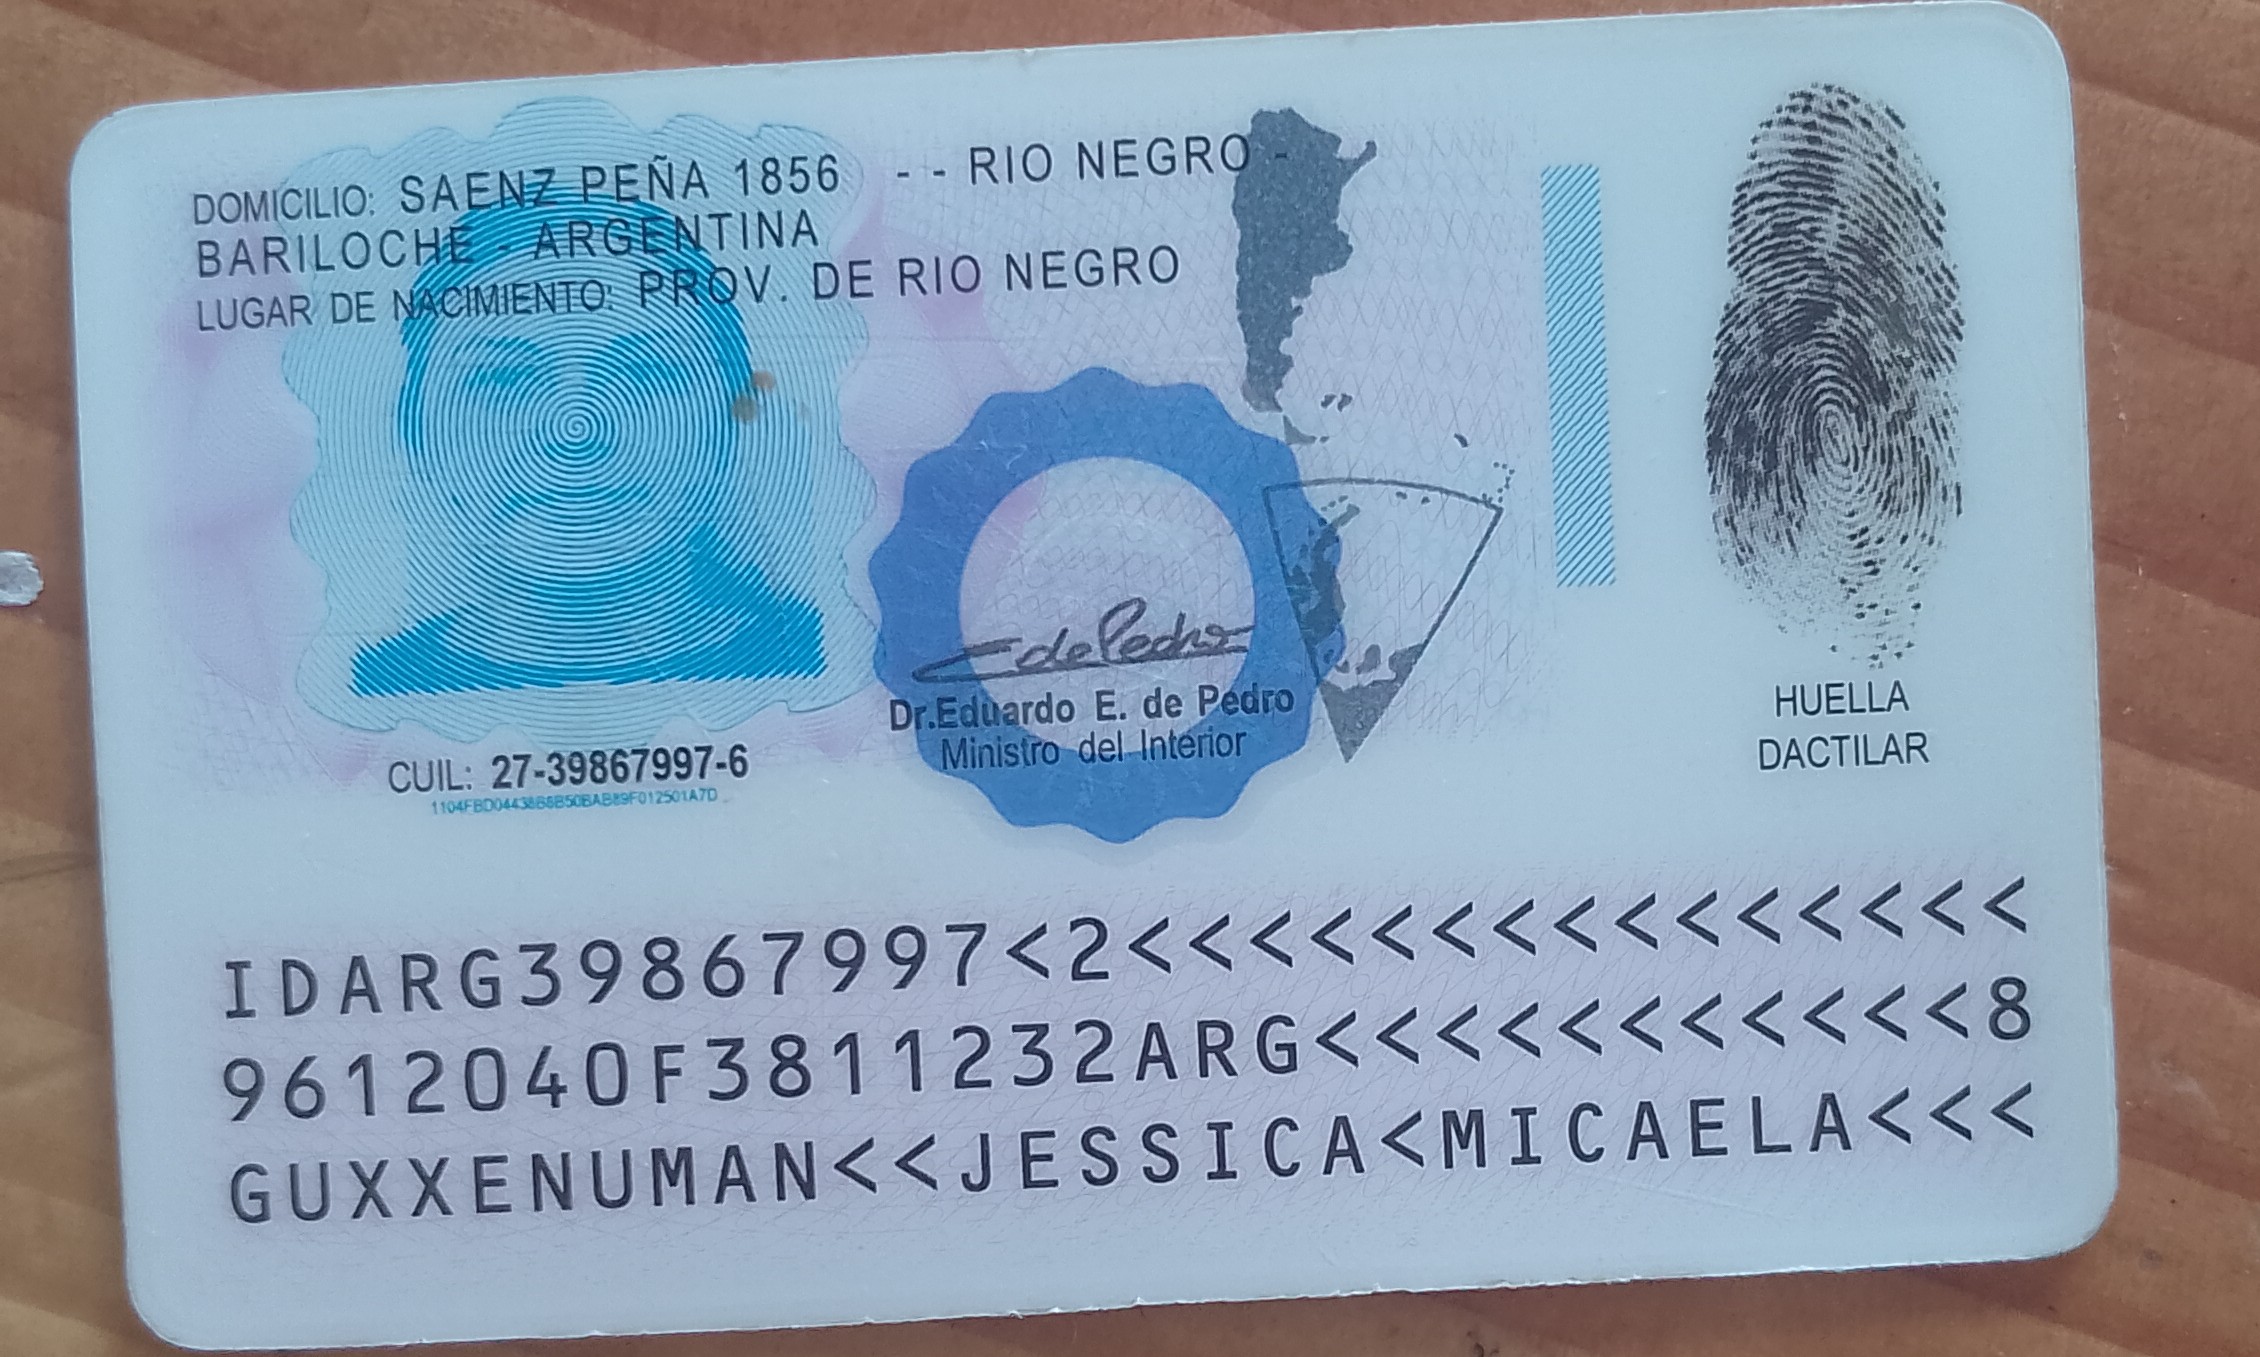 DOMICILIO: SAENZ PEÑA 1856 - - RIO NEGRO -
BARILOCHE - ARGENTINA
LUGAR DE NACIMIENTO: PROV. DE RIO NEGRO
EdePedro
Dr.Eduardo E. de Pedro
Ministro del Interior
CUIL: 27-39867997-6
HUELLA
DACTILAR
IDARG39867997<2<<<<<<<<<<<<<<<
9612040F3811232ARG<<<<<<<<<<<8
GUXXENUMAN<<JESSICA<MICAELA<<<